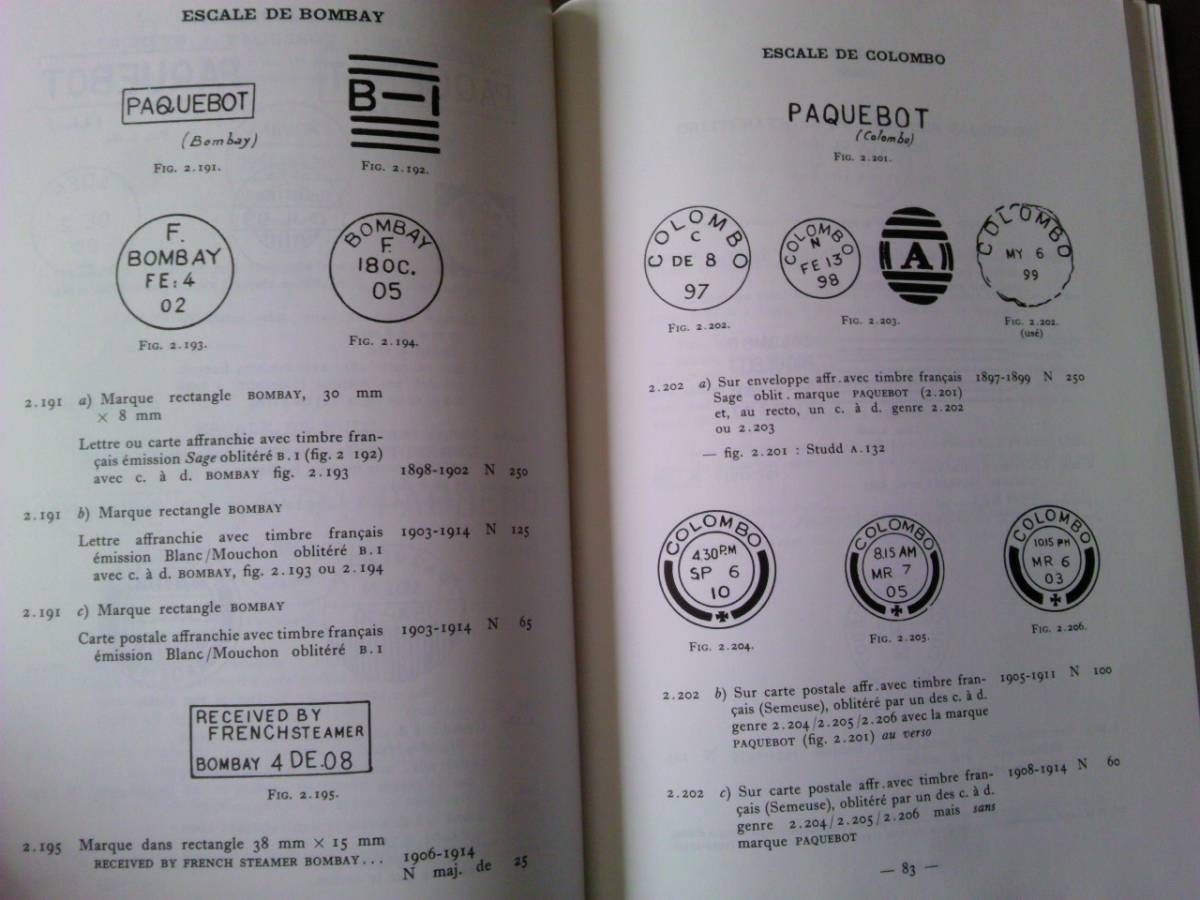 ESCALE DE BOMBAY
PAQUEBOT
(Bombay)
FIG. 2.191.
B—I
FIG. 2.192.
F.
BOMBAY
FE:4
02
FIG. 2.193.
BOMBAY
F.
18OC.
05
FIG. 2.194.
2.191 a) Marque rectangle BOMBAY, 30 mm
× 8 mm
Lettre ou carte affranchie avec timbre fran-
çais émission Sage oblitéré B.I (fig. 2 192)
avec c. à d. BOMBAY fig. 2.193 1898-1902 N 250
2.191 b) Marque rectangle BOMBAY
Lettre affranchie avec timbre français 1903-1914 N 125
émission Blanc/Mouchon oblitéré B.I
avec c. à d. BOMBAY, fig. 2.193 ou 2.194
2.191 c) Marque rectangle BOMBAY
Carte postale affranchie avec timbre français 1903-1914 N 65
émission Blanc/Mouchon oblitéré B.I
RECEIVED BY
FRENCHSTEAMER
BOMBAY 4 DE.08
FIG. 2.195.
2.195 Marque dans rectangle 38 mm × 15 mm
RECEIVED BY FRENCH STEAMER BOMBAY... 1906-1914
N maj. de 25
ESCALE DE COLOMBO
PAQUEBOT
(Colombo)
FIG. 2.201.
COLOMBO
C
DE 8
97
FIG. 2.202.
COLOMBO
N
FE 13
98
A
FIG. 2.203.
COLOMBO
MY 6
99
FIG. 2.202.
(usé)
2.202 a) Sur enveloppe affr.avec timbre français 1897-1899 N 250
Sage oblit. marque PAQUEBOT (2.201)
et, au recto, un c. à d. genre 2.202
ou 2.203
— fig. 2.201 : Studd A.132
COLOMBO
4.30P.M
SP 6
10
FIG. 2.204.
COLOMBO
8.15 AM
MR 7
05
FIG. 2.205.
COLOMBO
10.15 PM
MR 6
03
FIG. 2.206.
2.202 b) Sur carte postale affr.avec timbre fran- 1905-1911 N 100
çais (Semeuse), oblitéré par un des c. à d.
genre 2.204/2.205/2.206 avec la marque
PAQUEBOT (fig. 2.201) au verso
2.202 c) Sur carte postale affr.avec timbre fran- 1908-1914 N 60
çais (Semeuse), oblitéré par un des c. à d.
genre 2.204/2.205/2.206 mais sans
marque PAQUEBOT
— 83 —